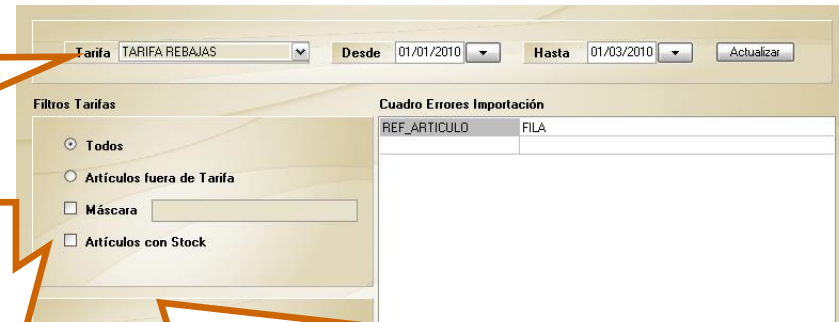 Tarifa TARIFA REBAJAS Desde 01/01/2010 Hasta 01/03/2010 Actualizar
Filtros Tarifas
Todos
Artículos fuera de Tarifa
Máscara
Artículos con Stock
Cuadro Errores Importación
REF_ARTICULO FILA